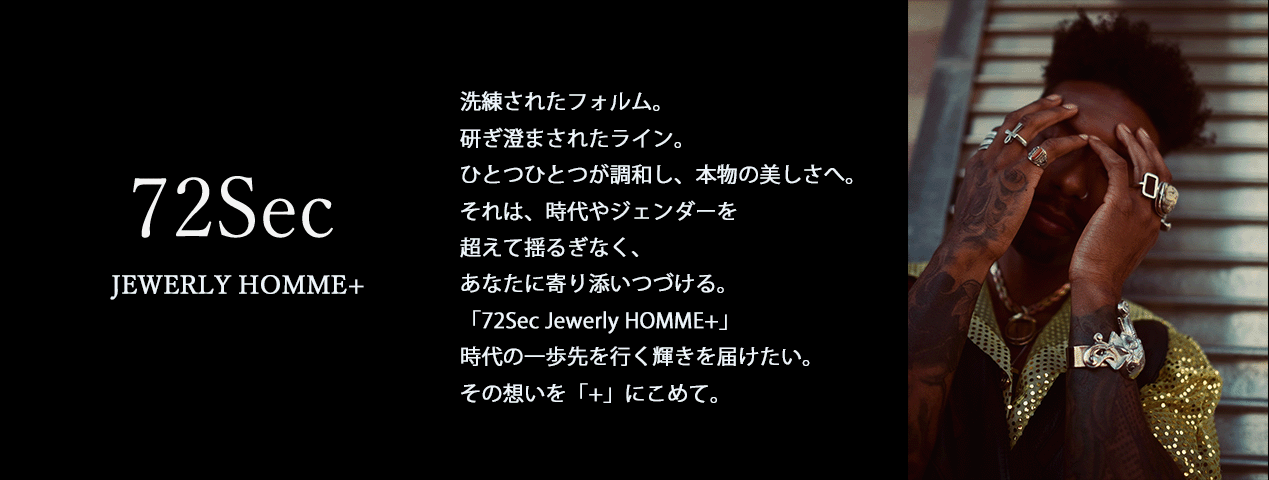 72Sec
JEWERLY HOMME+
洗練されたフォルム。
研ぎ澄まされたライン。
ひとつひとつが調和し、本物の美しさへ。
それは、時代やジェンダーを
超えて揺るぎなく、
あなたに寄り添いつづける。
「72Sec Jewerly HOMME+」
時代の一歩先を行く輝きを届けたい。
その想いを「+」にこめて。